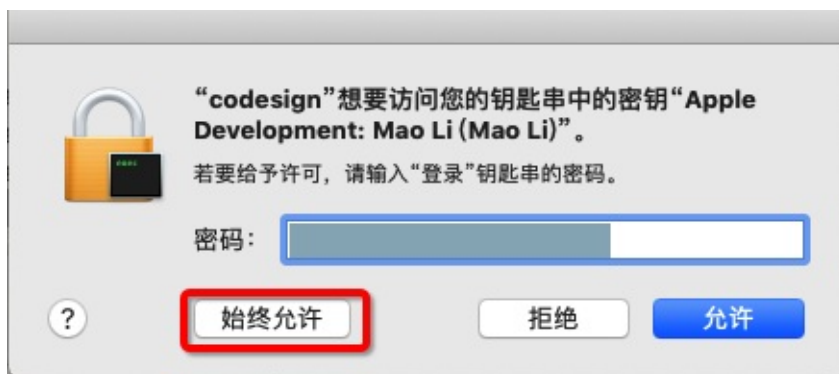 “codesign”想要访问您的钥匙串中的密钥“Apple
Development: Mao Li (Mao Li)”。
若要给予许可，请输入“登录”钥匙串的密码。
密码：
?
始终允许
拒绝
允许